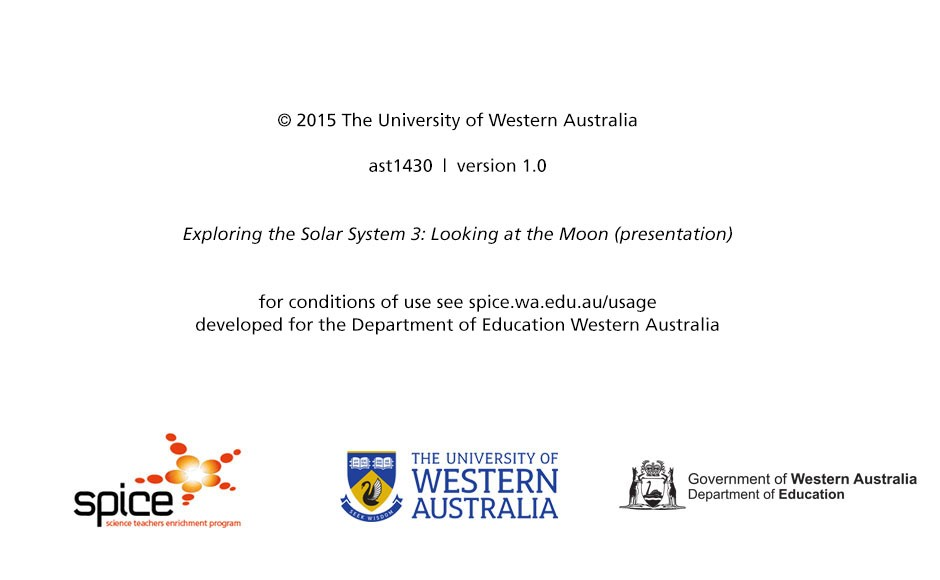 © 2015 The University of Western Australia
ast1430 | version 1.0
Exploring the Solar System 3: Looking at the Moon (presentation)
for conditions of use see spice.wa.edu.au/usage
developed for the Department of Education Western Australia
spice
science teachers enrichment program
SEEK WISDOM
THE UNIVERSITY OF
WESTERN
AUSTRALIA
Government of Western Australia
Department of Education